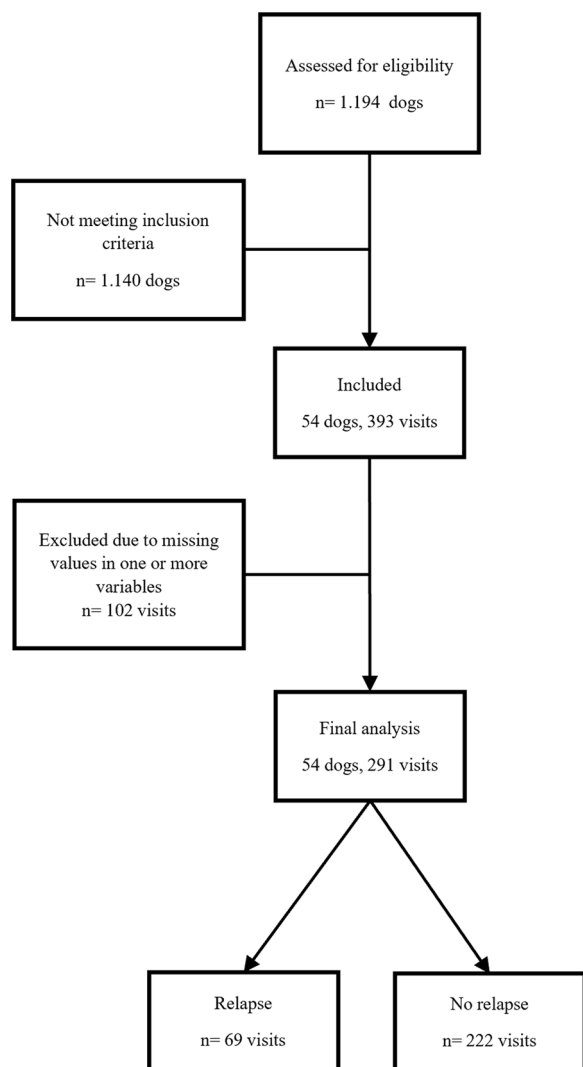 Assessed for eligibility
n= 1.194 dogs
Not meeting inclusion
criteria
n= 1.140 dogs
Included
54 dogs, 393 visits
Excluded due to missing
values in one or more
variables
n= 102 visits
Final analysis
54 dogs, 291 visits
Relapse
n= 69 visits
No relapse
n= 222 visits